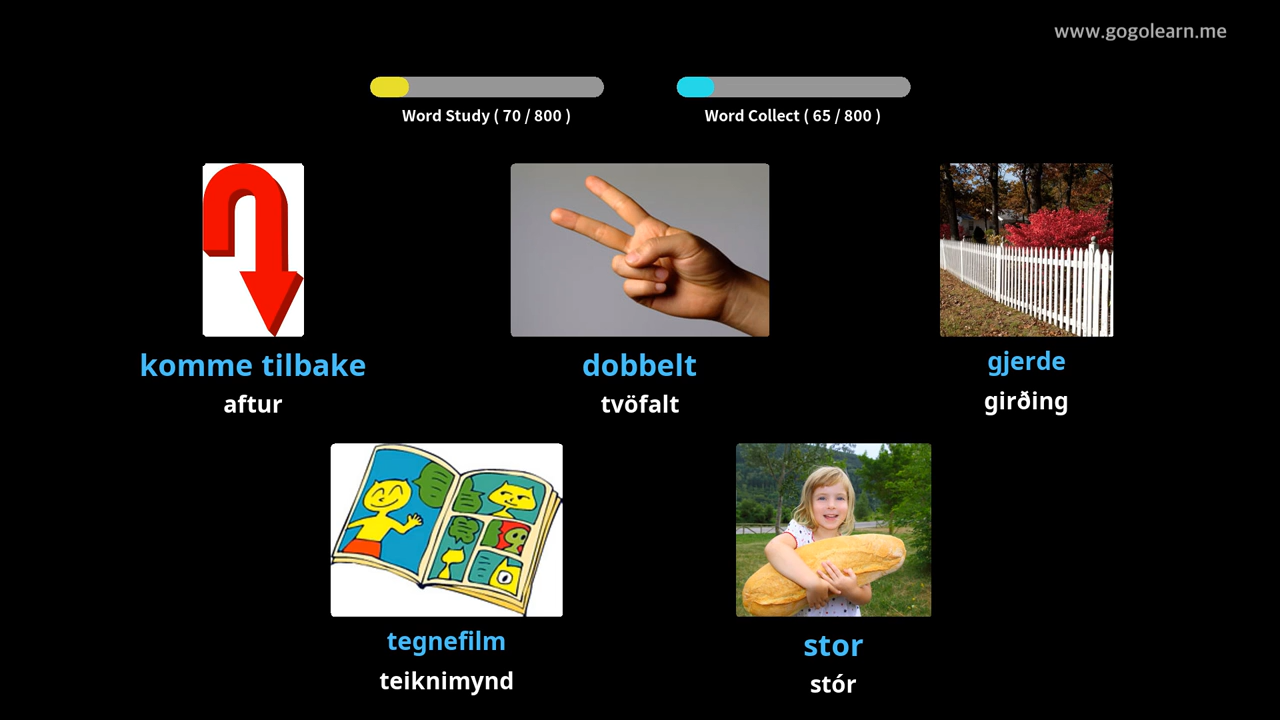 www.gogolearn.me
Word Study ( 70 / 800 )
Word Collect ( 65 / 800 )
komme tilbake
aftur
dobbelt
tvöfalt
gjerde
girðing
tegnefilm
teiknimynd
stor
stór